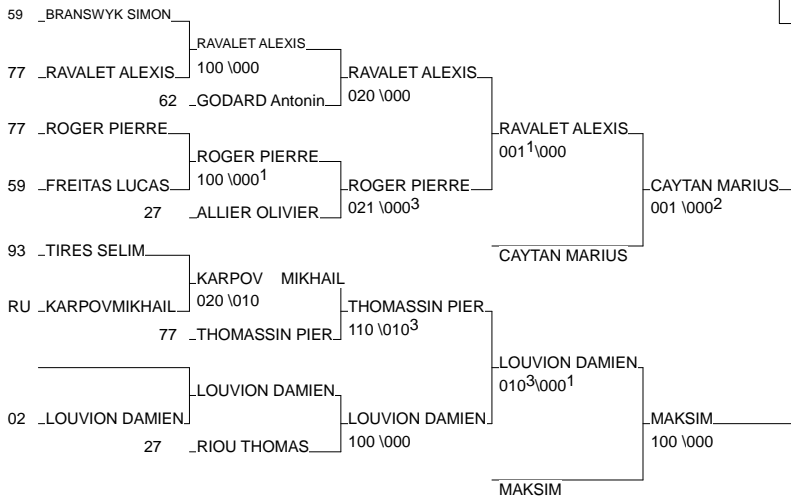 59 BRANSWYK SIMON
RAVALET ALEXIS
100 \000
77 RAVALET ALEXIS
RAVALET ALEXIS
020 \000
62 GODARD Antonin
77 ROGER PIERRE
RAVALET ALEXIS
001¹\000
ROGER PIERRE
100 \000¹
59 FREITAS LUCAS
ROGER PIERRE
021 \000³
CAYTAN MARIUS
001 \000²
27 ALLIER OLIVIER
93 TIRES SELIM
CAYTAN MARIUS
KARPOV MIKHAIL
020 \010
RU KARPOVMIKHAIL
THOMASSIN PIER
110 \010³
77 THOMASSIN PIER
LOUVION DAMIEN
010³\000¹
LOUVION DAMIEN
02 LOUVION DAMIEN
LOUVION DAMIEN
100 \000
MAKSIM
100 \000
27 RIOU THOMAS
MAKSIM